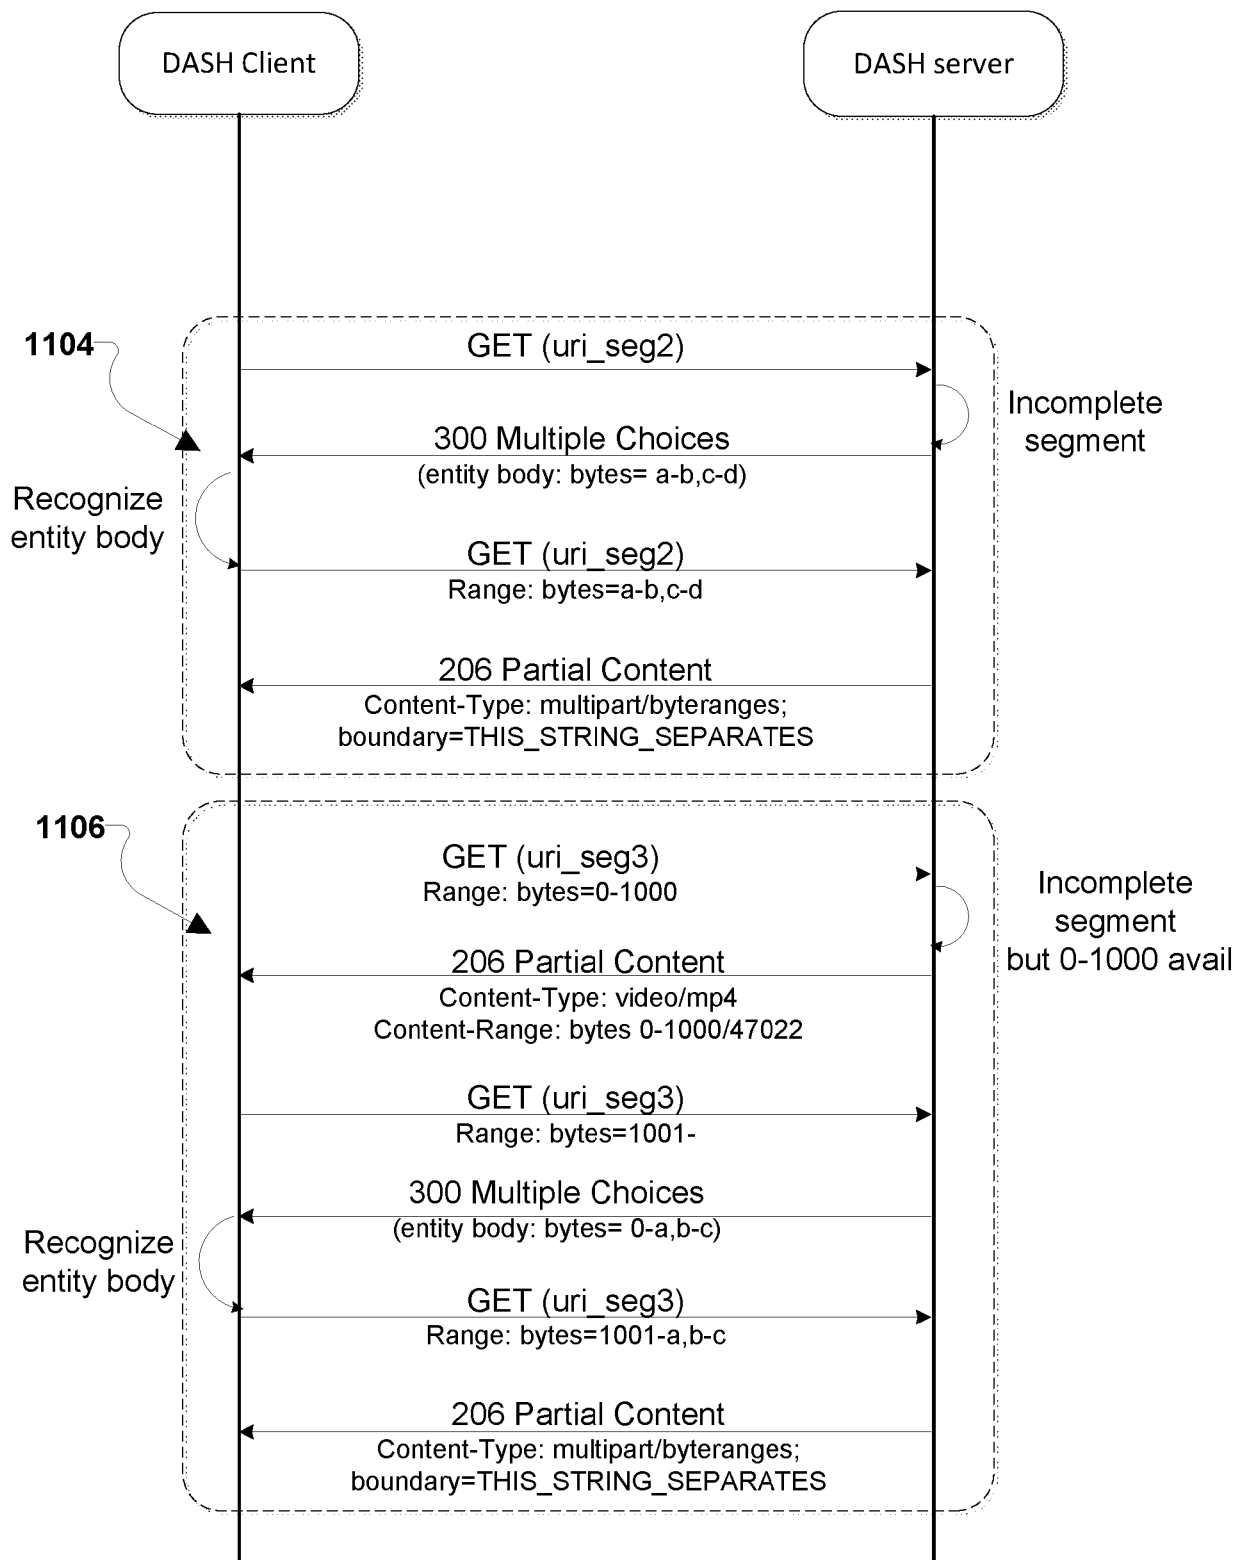 DASH Client
DASH server
1104
GET (uri_seg2)
Incomplete
segment
300 Multiple Choices
(entity body: bytes= a-b,c-d)
Recognize
entity body
GET (uri_seg2)
Range: bytes=a-b,c-d
206 Partial Content
Content-Type: multipart/byteranges;
boundary=THIS_STRING_SEPARATES
1106
GET (uri_seg3)
Range: bytes=0-1000
Incomplete
segment
but 0-1000 avail
206 Partial Content
Content-Type: video/mp4
Content-Range: bytes 0-1000/47022
GET (uri_seg3)
Range: bytes=1001-
300 Multiple Choices
(entity body: bytes= 0-a,b-c)
Recognize
entity body
GET (uri_seg3)
Range: bytes=1001-a,b-c
206 Partial Content
Content-Type: multipart/byteranges;
boundary=THIS_STRING_SEPARATES